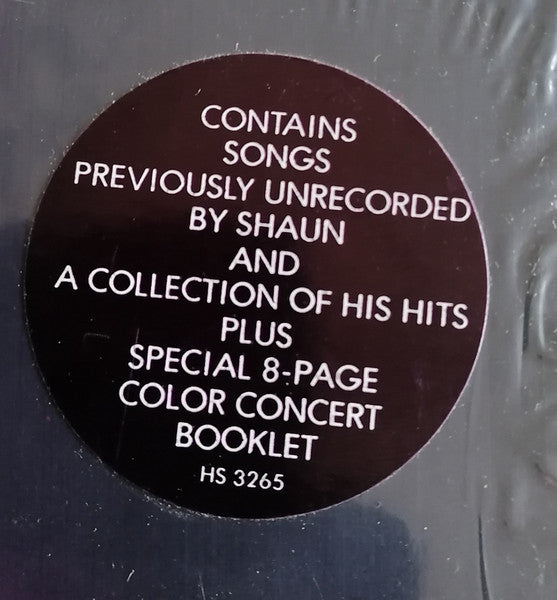 CONTAINS
SONGS
PREVIOUSLY UNRECORDED
BY SHAUN
AND
A COLLECTION OF HIS HITS
PLUS
SPECIAL 8-PAGE
COLOR CONCERT
BOOKLET
HS 3265